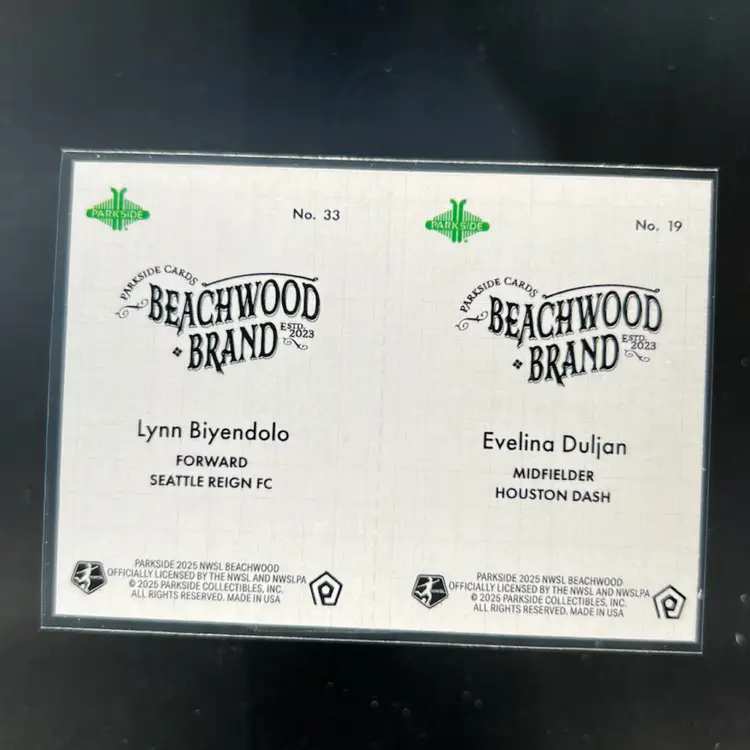 PARKSIDE
No. 33
PARKSIDE CARDS
BEACHWOOD
ESTD.
2023
BRAND
Lynn Biyendolo
FORWARD
SEATTLE REIGN FC
PARKSIDE 2025 NWSL BEACHWOOD
OFFICIALLY LICENSED BY THE NWSL AND NWSLPA
© 2025 PARKSIDE COLLECTIBLES, INC.
ALL RIGHTS RESERVED. MADE IN USA
NWSL
P
PARKSIDE
No. 19
PARKSIDE CARDS
BEACHWOOD
ESTD.
2023
BRAND
Evelina Duljan
MIDFIELDER
HOUSTON DASH
PARKSIDE 2025 NWSL BEACHWOOD
OFFICIALLY LICENSED BY THE NWSL AND NWSLPA
© 2025 PARKSIDE COLLECTIBLES, INC.
ALL RIGHTS RESERVED. MADE IN USA
NWSL
P